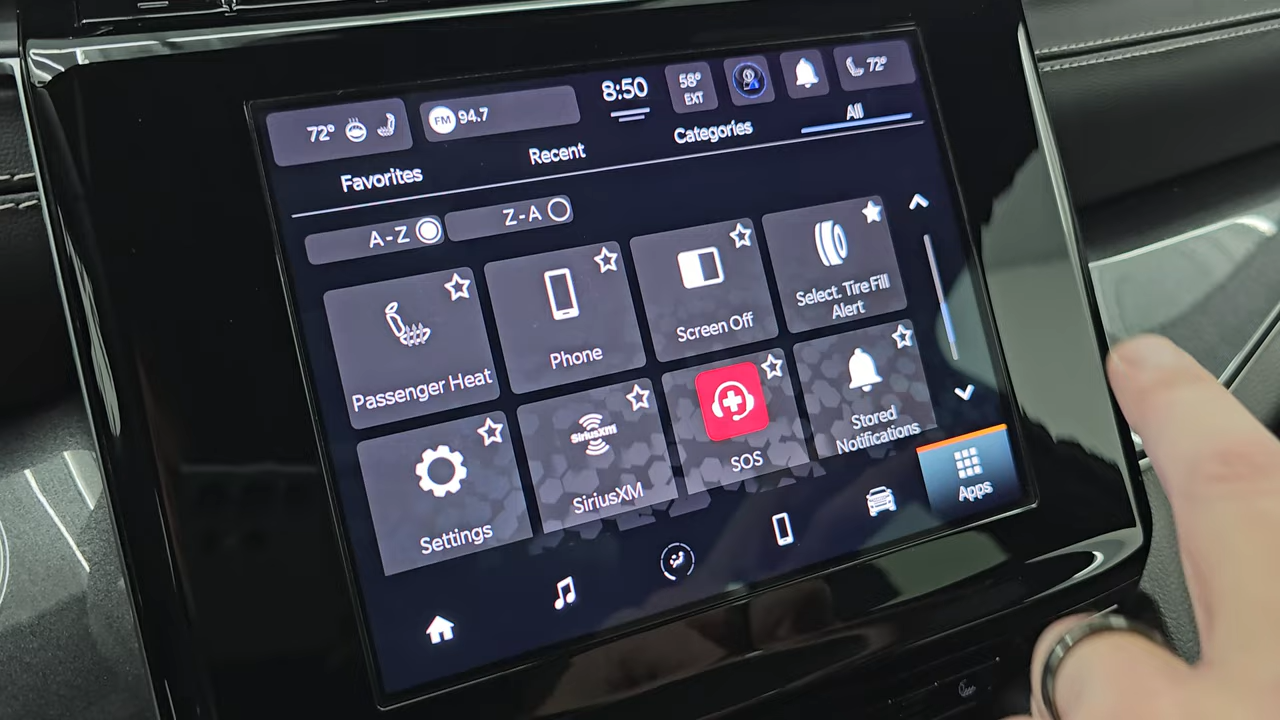 72°
FM 94.7
8:50
58°
EXT
72°
Favorites
Recent
Categories
All
A-Z
Z-A
Passenger Heat
Phone
Screen Off
Select. Tire Fill
Alert
Settings
SiriusXM
SiriusXM
SOS
Stored
Notifications
Apps